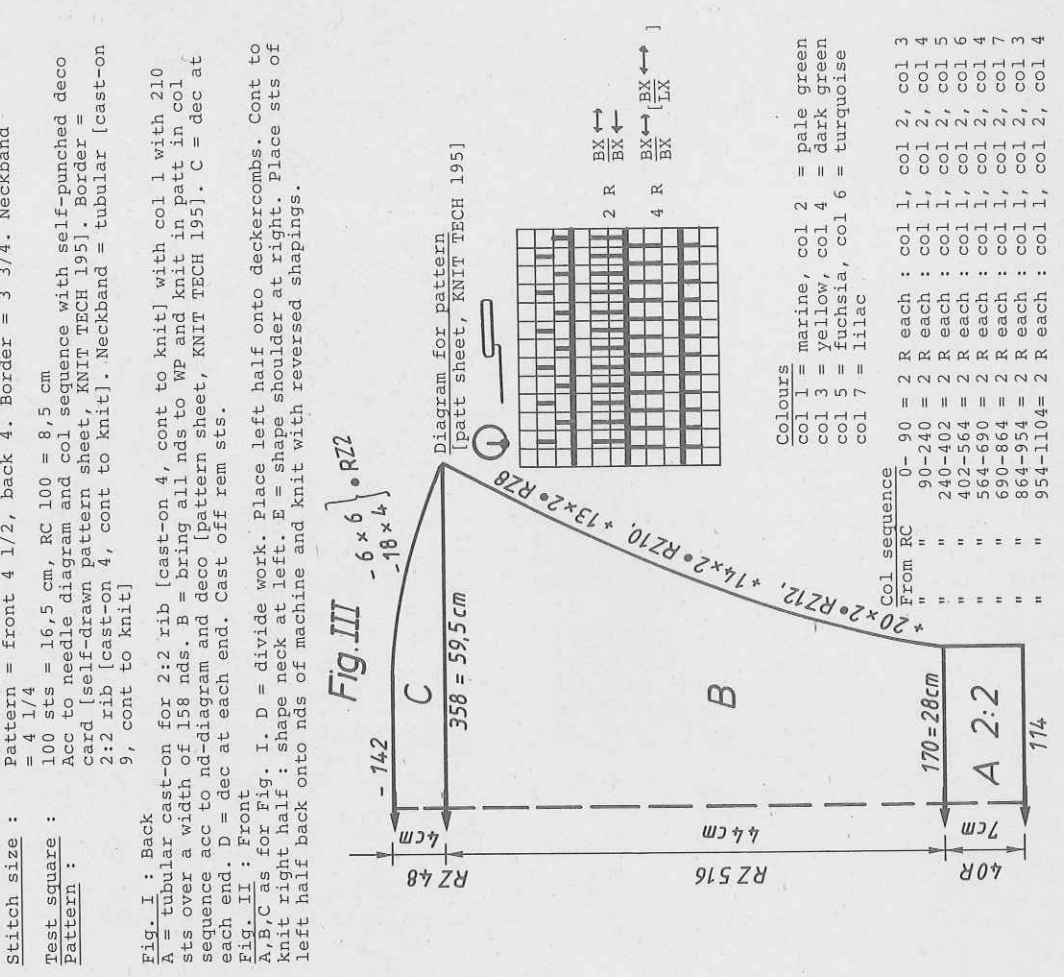 Stitch size : Pattern = front 4 1/2, back 4. Border = 3 3/4. Neckband
= 4 1/4
Test square : 100 sts = 16,5 cm, RC 100 = 8,5 cm
Pattern : Acc to needle diagram and col sequence with self-punched deco
card [self-drawn pattern sheet, KNIT TECH 195]. Border =
2:2 rib [cast-on 4, cont to knit]. Neckband = tubular [cast-on
9, cont to knit]
Fig. I : Back
A = tubular cast-on for 2:2 rib [cast-on 4, cont to knit] with col 1 with 210
sts over a width of 158 nds. B = bring all nds to WP and knit in patt in col
sequence acc to nd-diagram and deco [pattern sheet, KNIT TECH 195]. C = dec at
each end. D = dec at each end. Cast off rem sts.
Fig. II : Front
A,B,C as for Fig. I. D = divide work. Place left half onto deckercombs. Cont to
knit right half : shape neck at left. E = shape shoulder at right. Place sts of
left half back onto nds of machine and knit with reversed shapings.
Fig. III
- 142
- 6 × 6
- 18 × 4 } • RZ2
C
4cm
RZ 48
358 = 59,5cm
+ 20×2•RZ12, +14×2•RZ10, +13×2•RZ8
B
44cm
RZ 516
170 = 28cm
A 2:2
7cm
40R
114
Diagram for pattern
[patt sheet, KNIT TECH 195]
2 R BX ↔
BX ←
4 R BX ↔ [BX ↔ ]
BX LX
Colours
col 1 = marine, col 2 = pale green
col 3 = yellow, col 4 = dark green
col 5 = fuchsia, col 6 = turquoise
col 7 = lilac
Col sequence
From RC 0- 90 = 2 R each : col 1, col 2, col 3
" " 90-240 = 2 R each : col 1, col 2, col 4
" " 240-402 = 2 R each : col 1, col 2, col 5
" " 402-564 = 2 R each : col 1, col 2, col 6
" " 564-690 = 2 R each : col 1, col 2, col 4
" " 690-864 = 2 R each : col 1, col 2, col 7
" " 864-954 = 2 R each : col 1, col 2, col 3
" " 954-1104= 2 R each : col 1, col 2, col 4